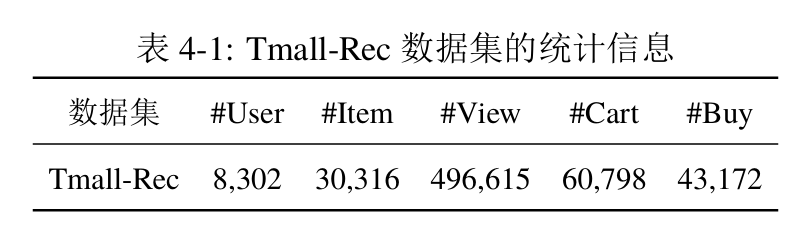 表 4-1: Tmall-Rec 数据集的统计信息
数据集 #User #Item #View #Cart #Buy
Tmall-Rec 8,302 30,316 496,615 60,798 43,172